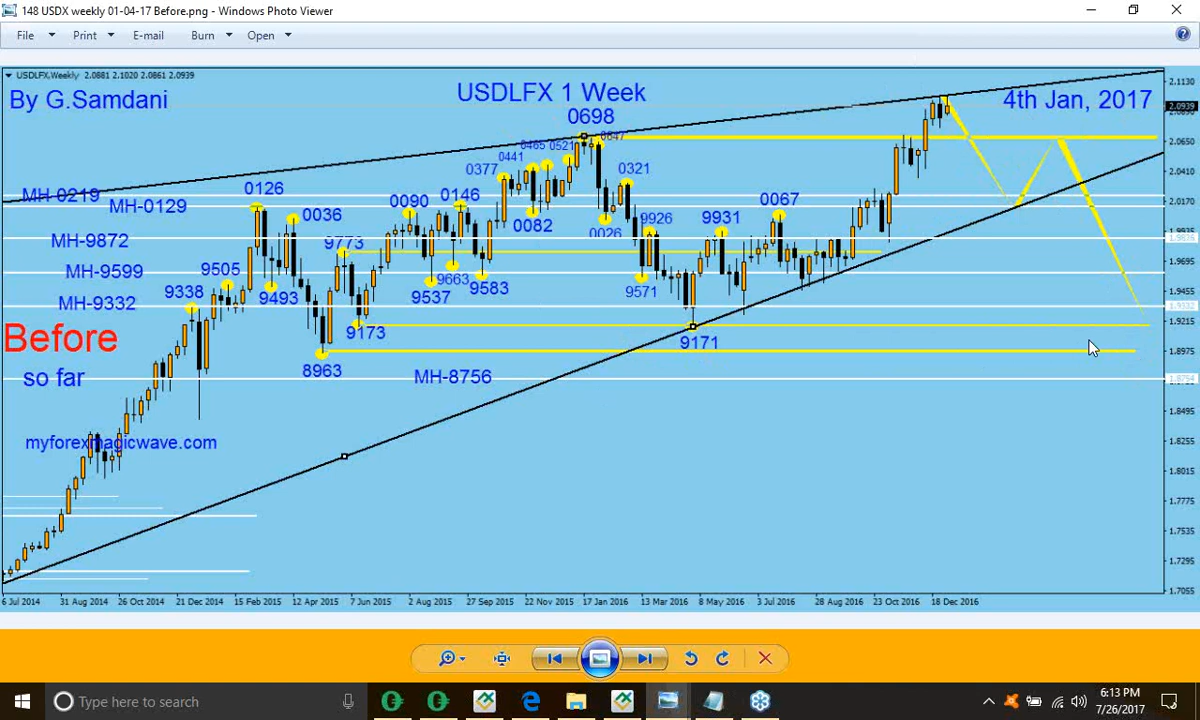 148 USDX weekly 01-04-17 Before.png - Windows Photo Viewer
File Print E-mail Burn Open
USDLFX,Weekly 2.0881 2.1020 2.0861 2.0939
By G.Samdani
USDLFX 1 Week
4th Jan, 2017
0698
0647
0521
0465
0441
0377
0321
MH-0219
MH-0129
0126
0036
0090
0146
0082
0026
9926
9931
0067
MH-9872
9773
MH-9599
9505
9493
9537
9663
9583
9571
MH-9332
9338
9173
9171
Before
8963
so far
MH-8756
myforexmagicwave.com
2.1130
2.0939
2.0650
2.0410
2.0170
1.9935
1.9695
1.9455
1.9332
1.9215
1.8975
1.8754
1.8495
1.8255
1.8015
1.7775
1.7535
1.7295
1.7055
6 Jul 2014 31 Aug 2014 26 Oct 2014 21 Dec 2014 15 Feb 2015 12 Apr 2015 7 Jun 2015 2 Aug 2015 27 Sep 2015 22 Nov 2015 17 Jan 2016 13 Mar 2016 8 May 2016 3 Jul 2016 28 Aug 2016 23 Oct 2016 18 Dec 2016
Type here to search
6:13 PM
7/26/2017